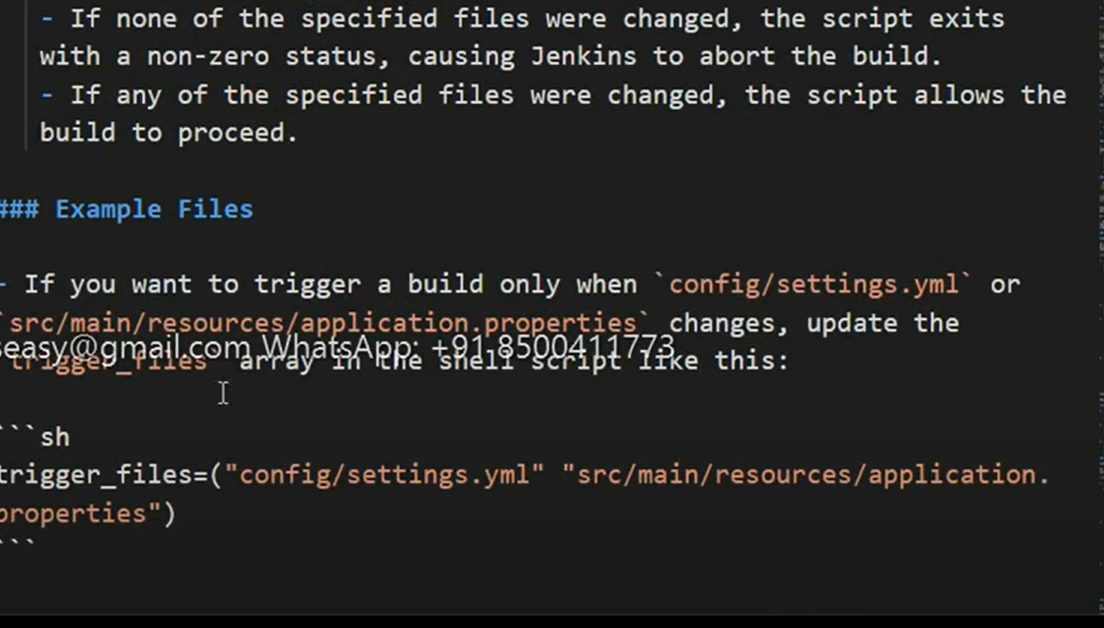 - If none of the specified files were changed, the script exits
with a non-zero status, causing Jenkins to abort the build.
- If any of the specified files were changed, the script allows the
build to proceed.
### Example Files
- If you want to trigger a build only when `config/settings.yml` or
`src/main/resources/application.properties` changes, update the
seasy@gmail.com WhatsApp: +91 8500411773
`trigger_files` array in the shell script like this:
```sh
trigger_files=("config/settings.yml" "src/main/resources/application.
properties")
```